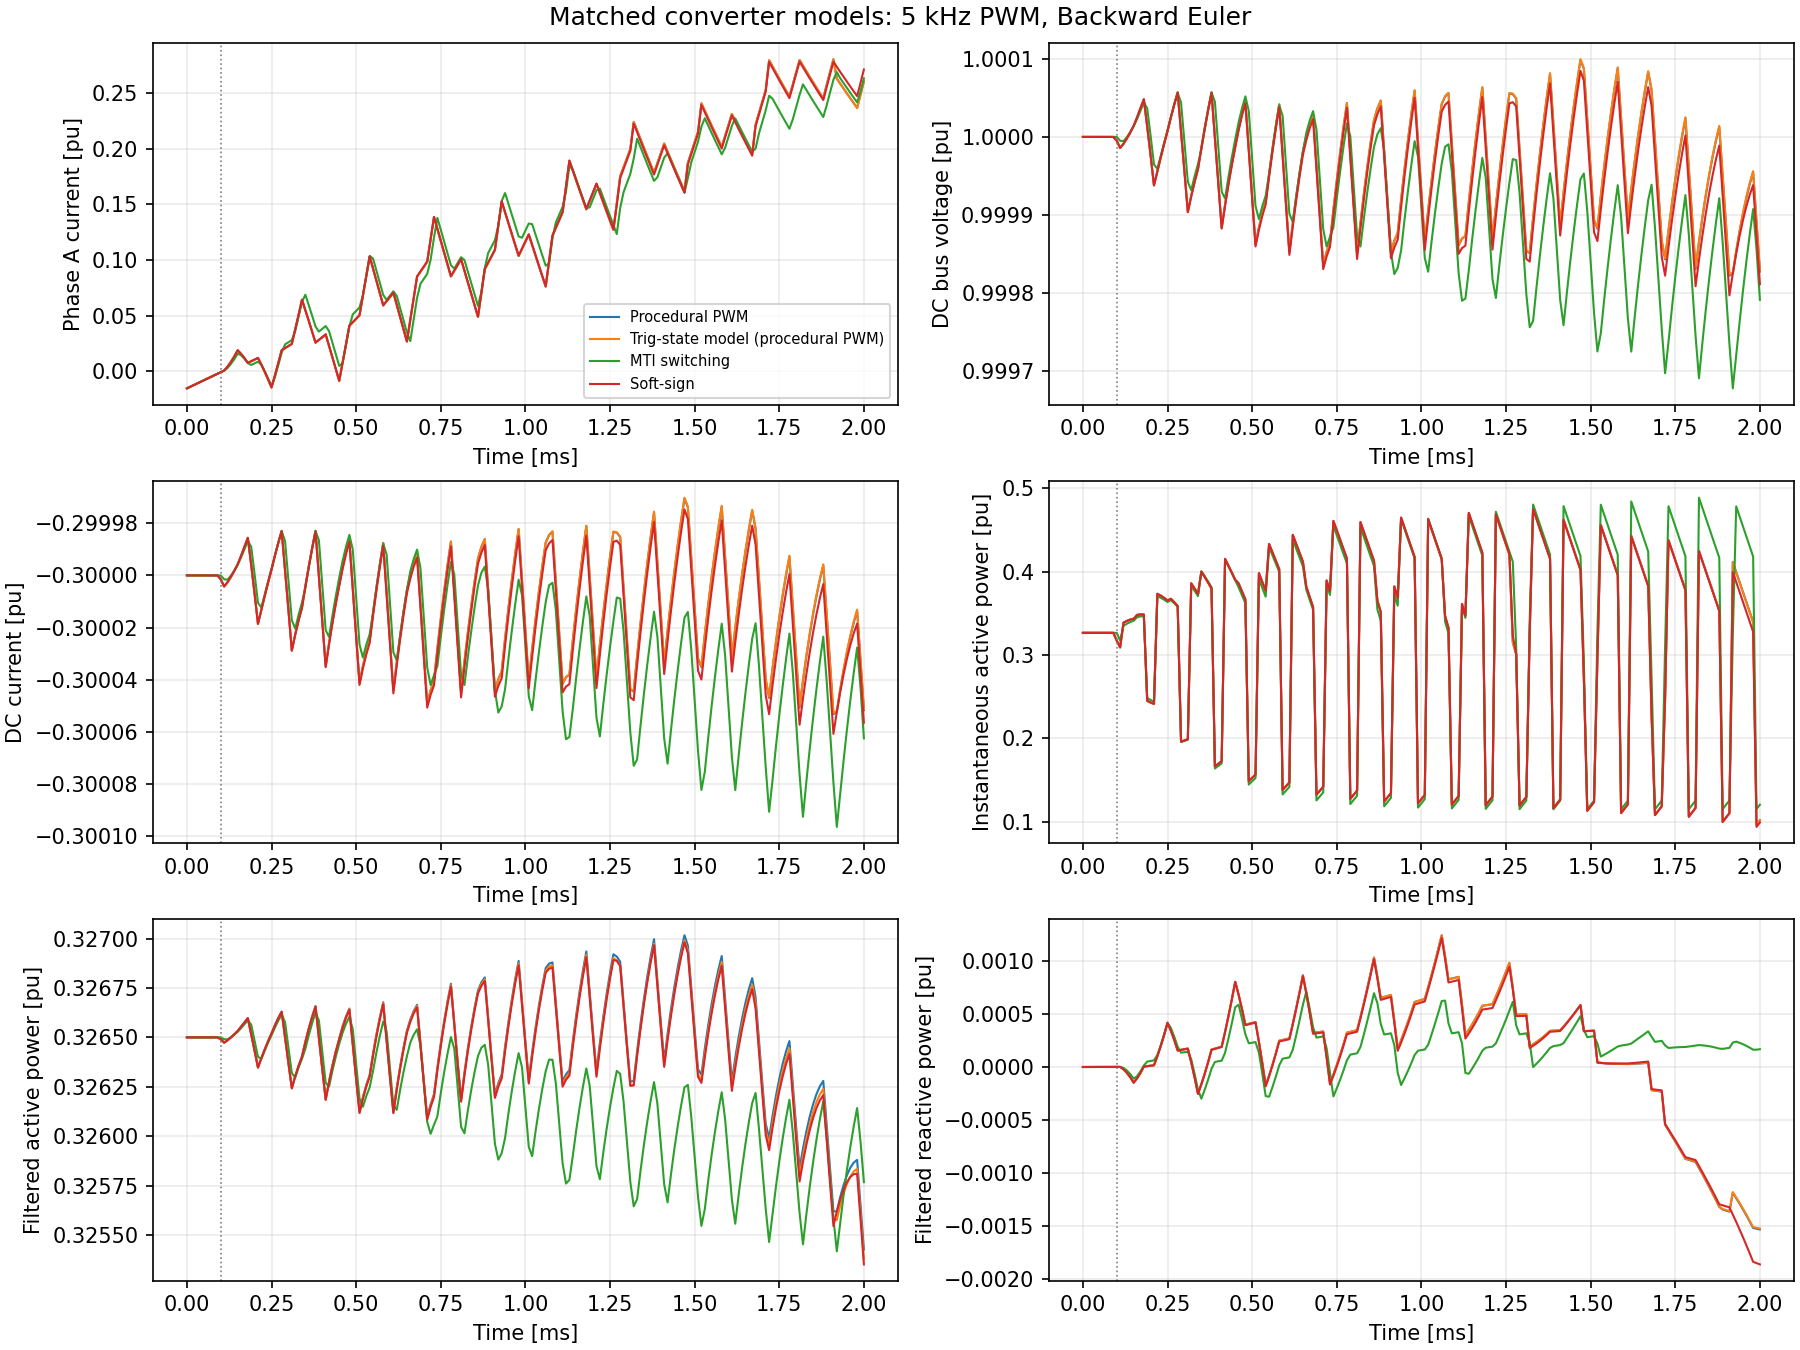 Matched converter models: 5 kHz PWM, Backward Euler
Phase A current [pu]
0.25
0.20
0.15
0.10
0.05
0.00
Procedural PWM
Trig-state model (procedural PWM)
MTI switching
Soft-sign
0.00 0.25 0.50 0.75 1.00 1.25 1.50 1.75 2.00
Time [ms]
DC bus voltage [pu]
1.0001
1.0000
0.9999
0.9998
0.9997
0.00 0.25 0.50 0.75 1.00 1.25 1.50 1.75 2.00
Time [ms]
DC current [pu]
−0.29998
−0.30000
−0.30002
−0.30004
−0.30006
−0.30008
−0.30010
0.00 0.25 0.50 0.75 1.00 1.25 1.50 1.75 2.00
Time [ms]
Instantaneous active power [pu]
0.5
0.4
0.3
0.2
0.1
0.00 0.25 0.50 0.75 1.00 1.25 1.50 1.75 2.00
Time [ms]
Filtered active power [pu]
0.32700
0.32675
0.32650
0.32625
0.32600
0.32575
0.32550
0.00 0.25 0.50 0.75 1.00 1.25 1.50 1.75 2.00
Time [ms]
Filtered reactive power [pu]
0.0010
0.0005
0.0000
−0.0005
−0.0010
−0.0015
−0.0020
0.00 0.25 0.50 0.75 1.00 1.25 1.50 1.75 2.00
Time [ms]